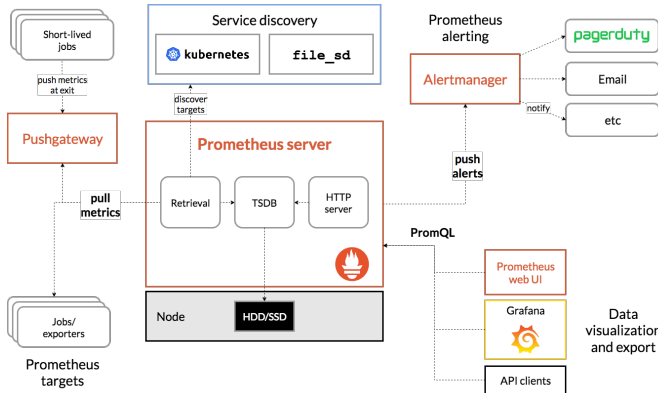 Short-lived
jobs
push metrics
at exit
Pushgateway
pull
metrics
Jobs/
exporters
Prometheus
targets
Service discovery
kubernetes
file_sd
discover
targets
Prometheus server
Retrieval
TSDB
HTTP
server
Node
HDD/SSD
Prometheus
alerting
Alertmanager
pagerduty
Email
notify
etc
push
alerts
PromQL
Prometheus
web UI
Grafana
API clients
Data
visualization
and export